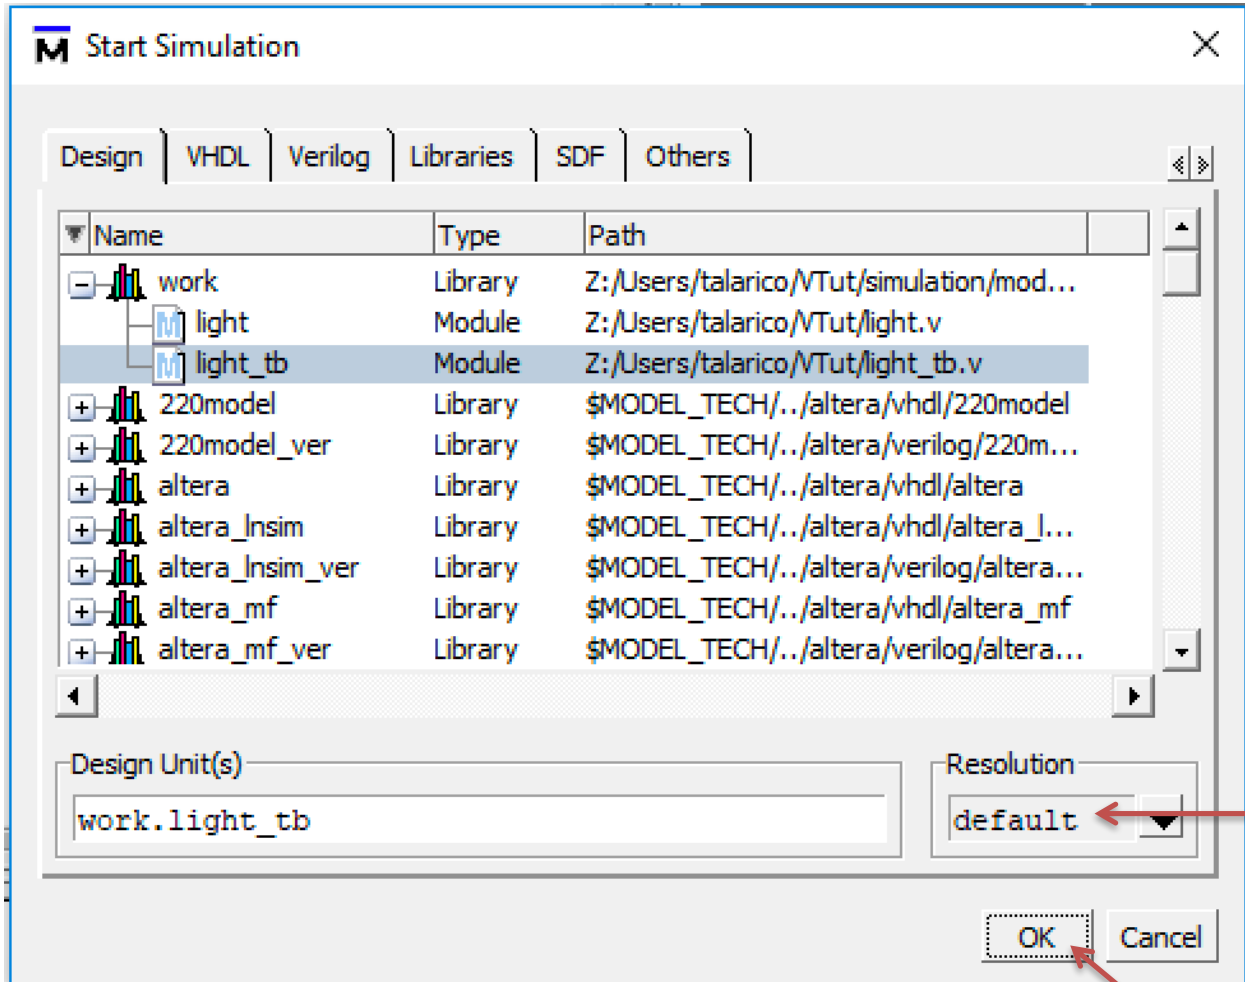 Start Simulation
Design VHDL Verilog Libraries SDF Others
Name Type Path
work Library Z:/Users/talarico/VTut/simulation/mod...
light Module Z:/Users/talarico/VTut/light.v
light_tb Module Z:/Users/talarico/VTut/light_tb.v
220model Library $MODEL_TECH/../altera/vhdl/220model
220model_ver Library $MODEL_TECH/../altera/verilog/220m...
altera Library $MODEL_TECH/../altera/vhdl/altera
altera_lnsim Library $MODEL_TECH/../altera/vhdl/altera_l...
altera_lnsim_ver Library $MODEL_TECH/../altera/verilog/altera...
altera_mf Library $MODEL_TECH/../altera/vhdl/altera_mf
altera_mf_ver Library $MODEL_TECH/../altera/verilog/altera...
Design Unit(s) Resolution
work.light_tb default
OK Cancel